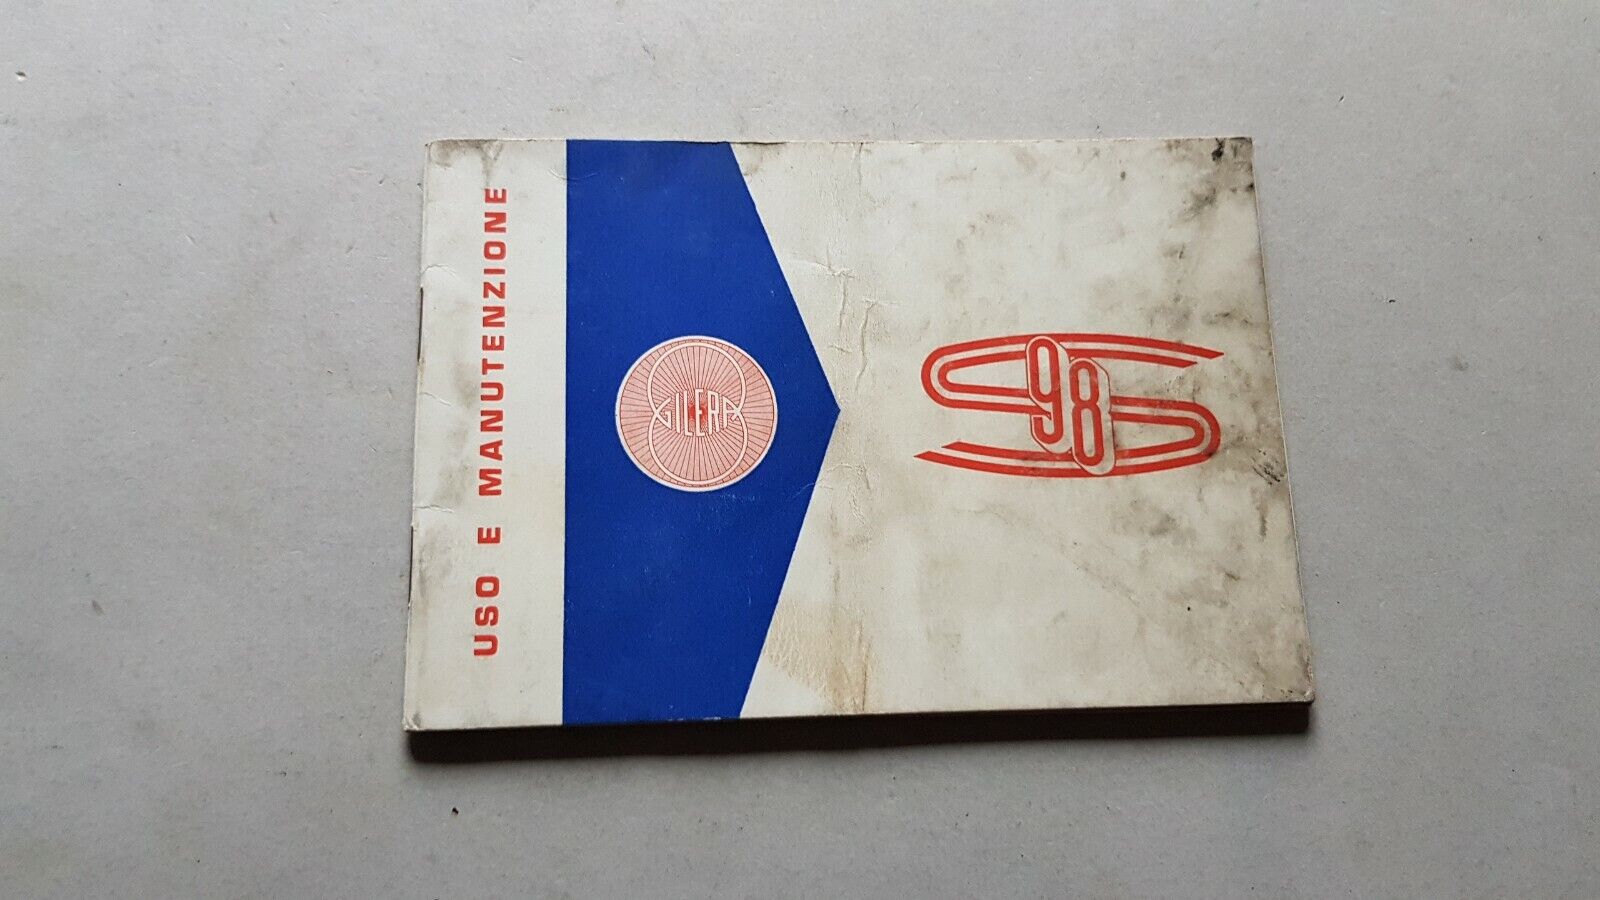 USO E MANUTENZIONE
GILERA
98